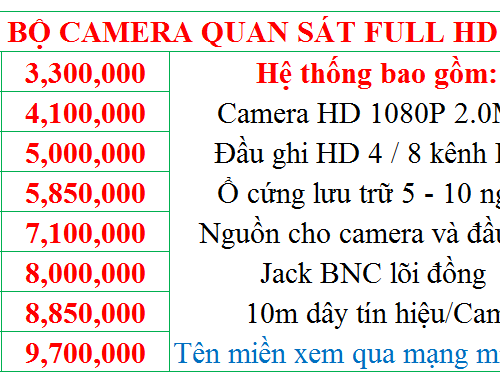 BỘ CAMERA QUAN SÁT FULL HD
3,300,000 Hệ thống bao gồm:
4,100,000 Camera HD 1080P
5,000,000 Đầu ghi HD 4 / 8 kênh
5,850,000 Ổ cứng lưu trữ 5 - 10
7,100,000 Nguồn cho camera và
8,000,000 Jack BNC lõi đồng
8,850,000 10m dây tín hiệu/Cam
9,700,000 Tên miền xem qua mạng